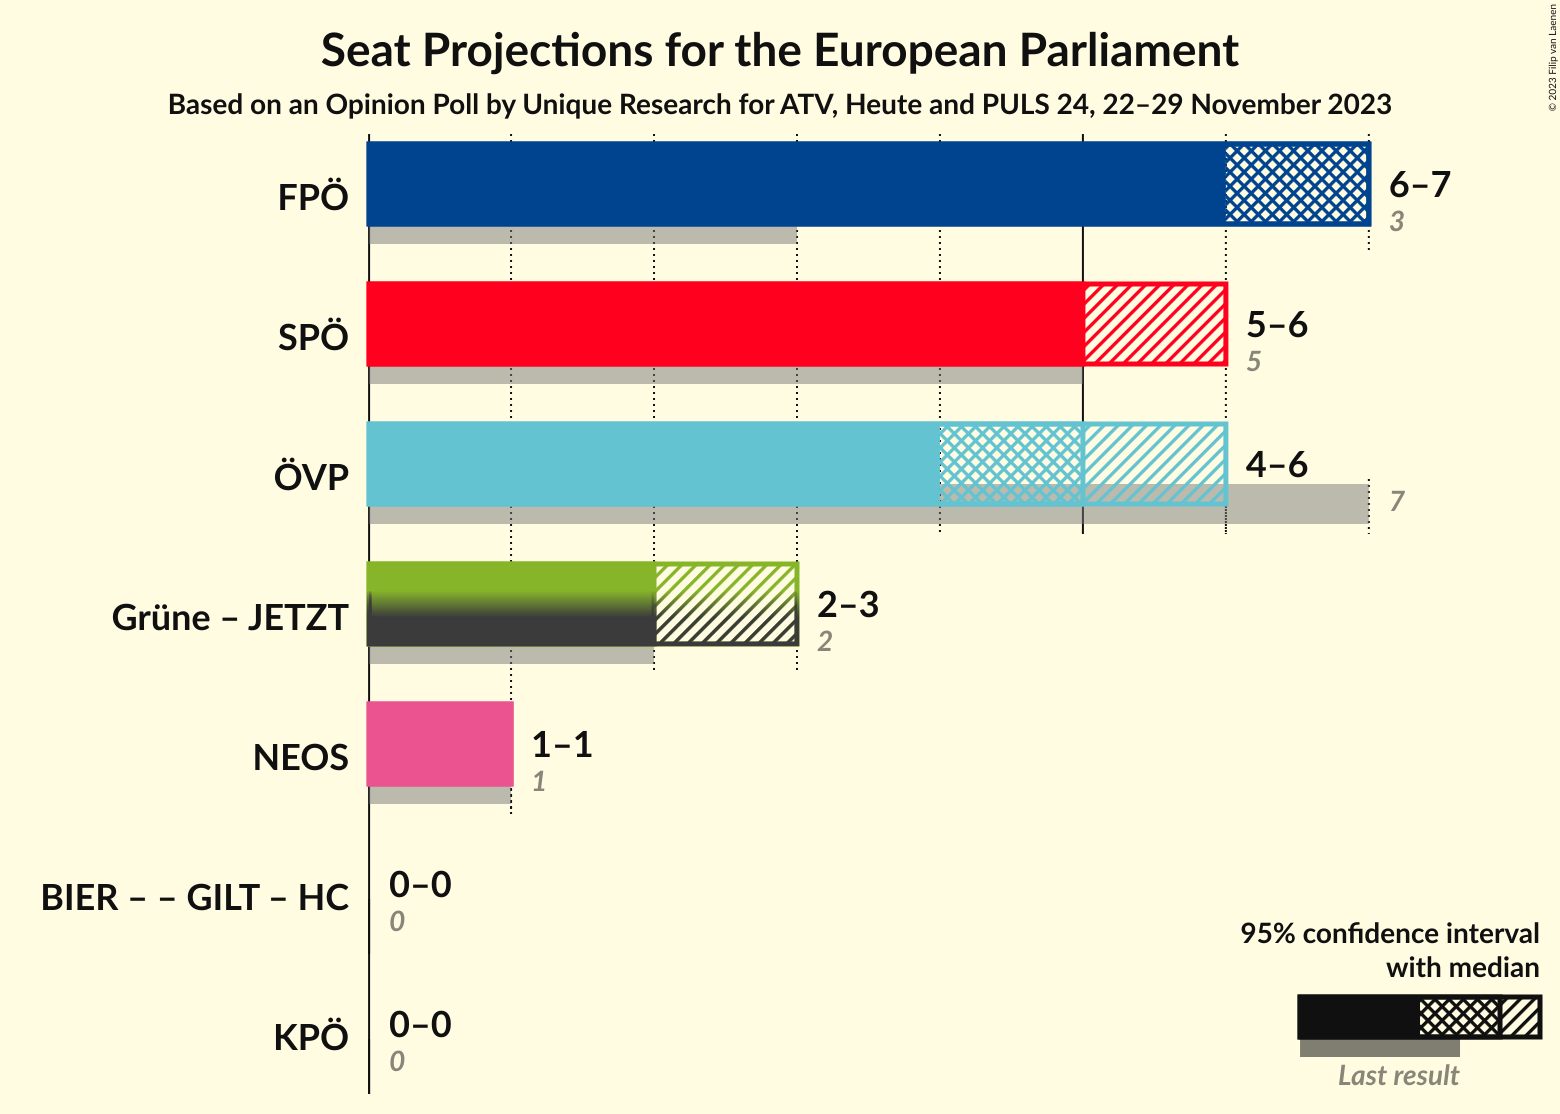 Seat Projections for the European Parliament
Based on an Opinion Poll by Unique Research for ATV, Heute and PULS 24, 22–29 November 2023
© 2023 Filip van Laenen
FPÖ
6–7
3
SPÖ
5–6
5
ÖVP
4–6
7
Grüne – JETZT
2–3
2
NEOS
1–1
1
BIER – – GILT – HC
0–0
0
KPÖ
0–0
0
95% confidence interval
with median
Last result